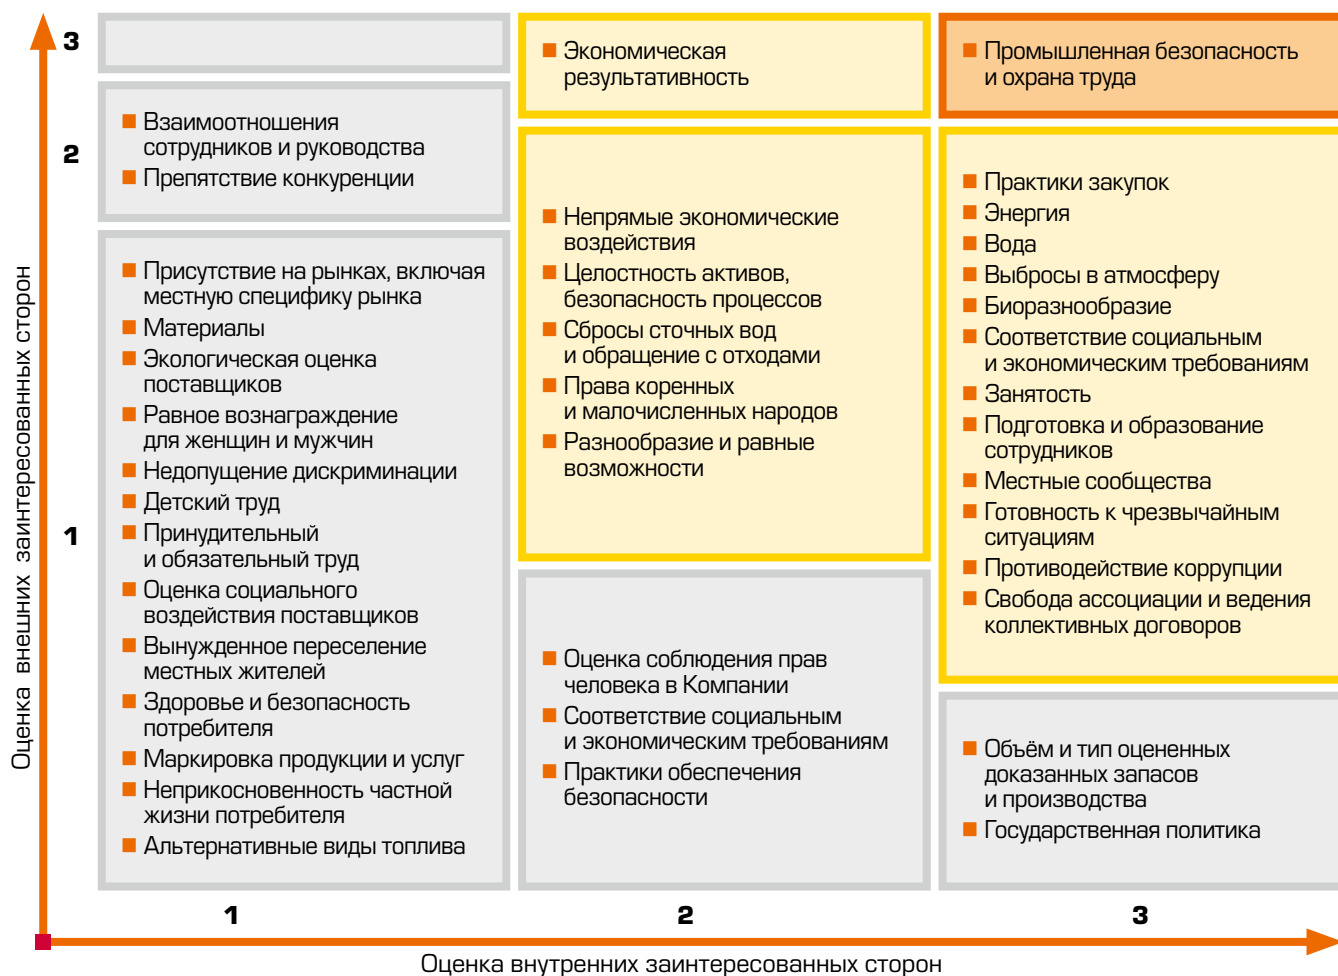 3
Экономическая
результативность
Промышленная безопасность
и охрана труда
2
Взаимоотношения
сотрудников и руководства
Препятствие конкуренции
Непрямые экономические
воздействия
Целостность активов,
безопасность процессов
Сбросы сточных вод
и обращение с отходами
Права коренных
и малочисленных народов
Разнообразие и равные
возможности
Практики закупок
Энергия
Вода
Выбросы в атмосферу
Биоразнообразие
Соответствие социальным
и экономическим требованиям
Занятость
Подготовка и образование
сотрудников
Местные сообщества
Готовность к чрезвычайным
ситуациям
Противодействие коррупции
Свобода ассоциации и ведения
коллективных договоров
1
Присутствие на рынках, включая
местную специфику рынка
Материалы
Экологическая оценка
поставщиков
Равное вознаграждение
для женщин и мужчин
Недопущение дискриминации
Детский труд
Принудительный
и обязательный труд
Оценка социального
воздействия поставщиков
Вынужденное переселение
местных жителей
Здоровье и безопасность
потребителя
Маркировка продукции и услуг
Неприкосновенность частной
жизни потребителя
Альтернативные виды топлива
Оценка соблюдения прав
человека в Компании
Соответствие социальным
и экономическим требованиям
Практики обеспечения
безопасности
Объём и тип оцененных
доказанных запасов
и производства
Государственная политика
Оценка внешних заинтересованных сторон
1
2
3
Оценка внутренних заинтересованных сторон